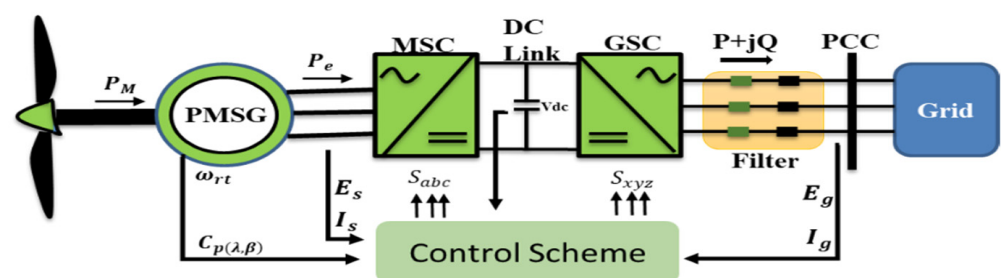 P_M
PMSG
ω_rt
P_e
MSC
DC
Link
Vdc
GSC
P+jQ
Filter
PCC
Grid
E_s
I_s
S_abc
S_xyz
E_g
I_g
C_p(λ,β)
Control Scheme